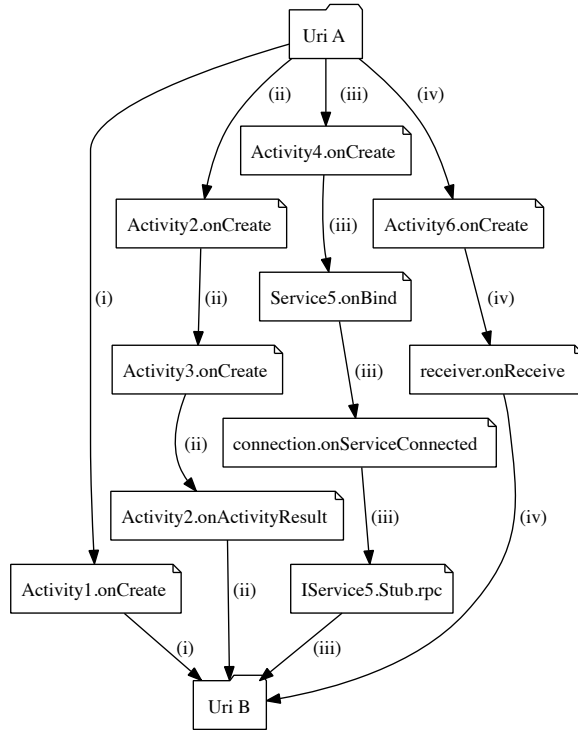 Uri A
(ii)
(iii)
(iv)
Activity4.onCreate
Activity2.onCreate
Activity6.onCreate
(iii)
(i)
(ii)
Service5.onBind
(iv)
Activity3.onCreate
receiver.onReceive
(iii)
(ii)
connection.onServiceConnected
Activity2.onActivityResult
(iii)
(iv)
Activity1.onCreate
(ii)
IService5.Stub.rpc
(i)
(iii)
Uri B